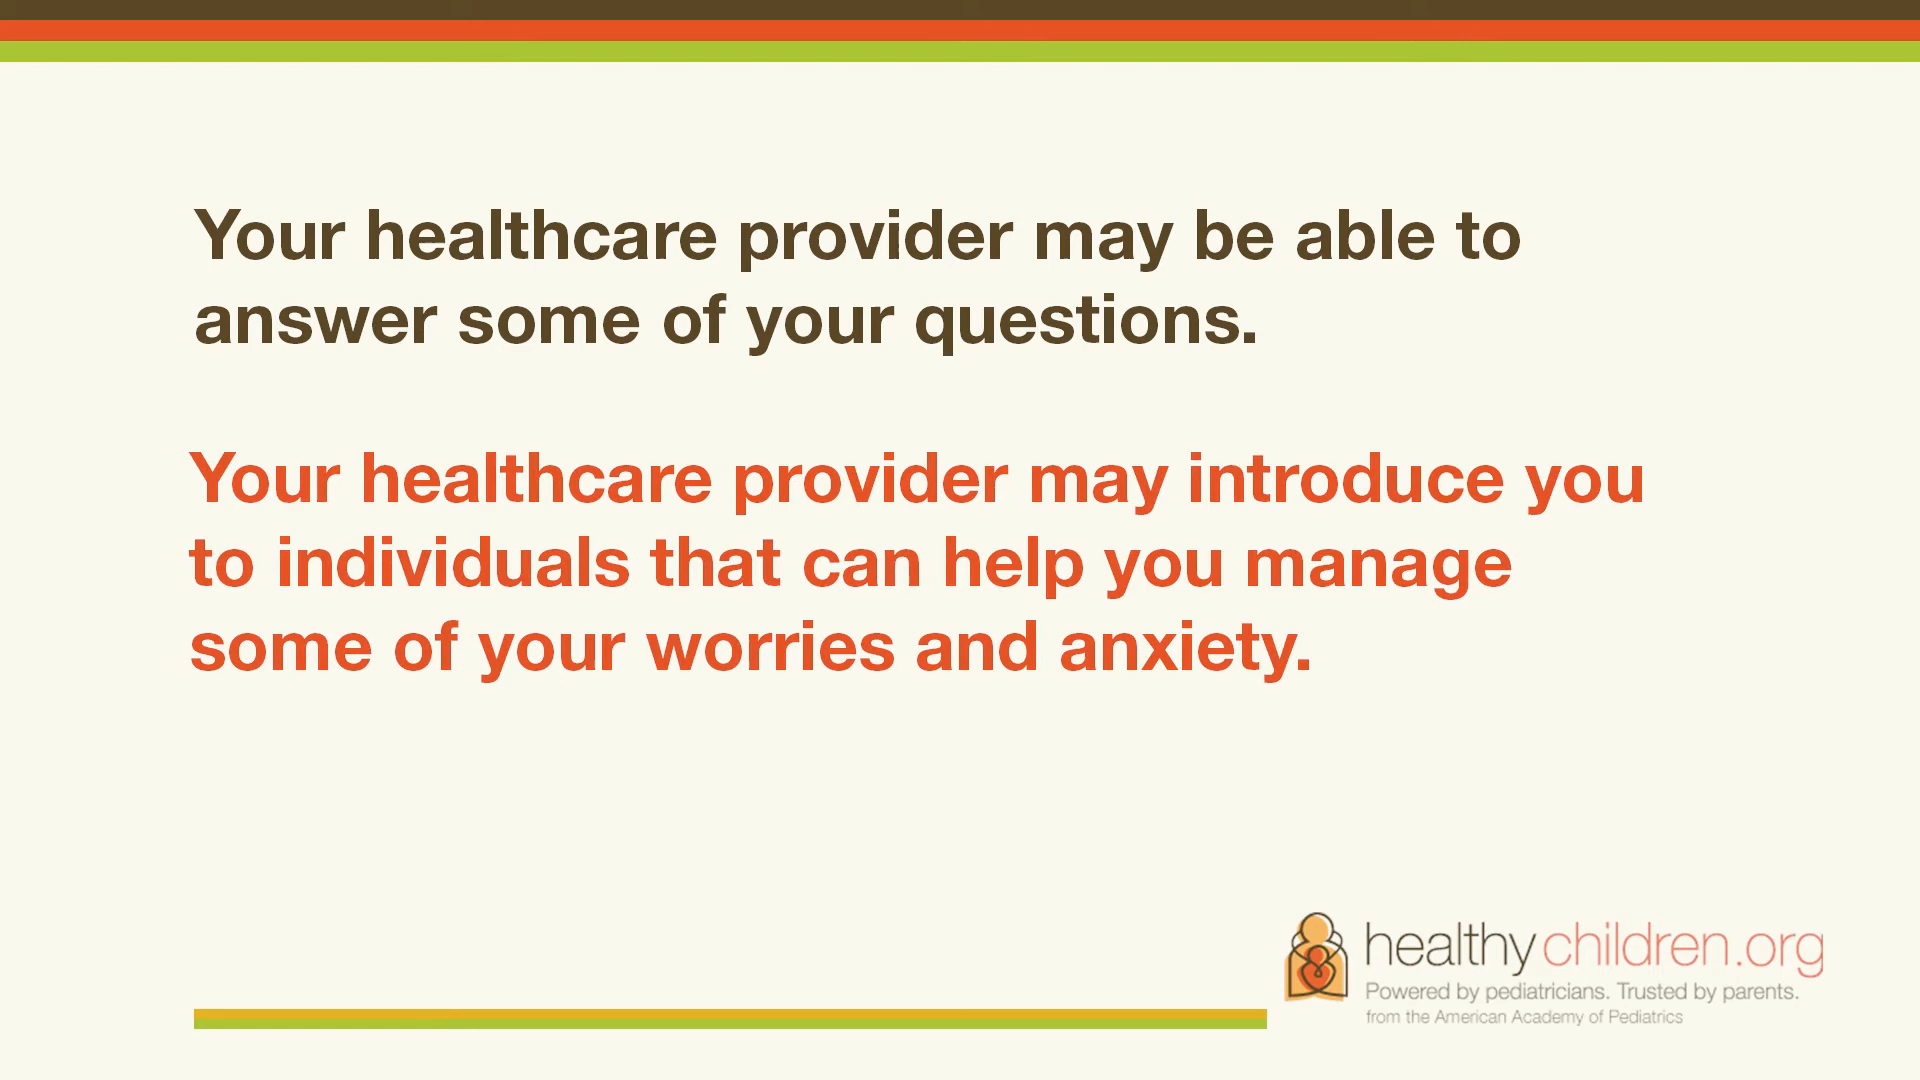 Your healthcare provider may be able to
answer some of your questions.
Your healthcare provider may introduce you
to individuals that can help you manage
some of your worries and anxiety.
healthychildren.org
Powered by pediatricians. Trusted by parents.
from the American Academy of Pediatrics